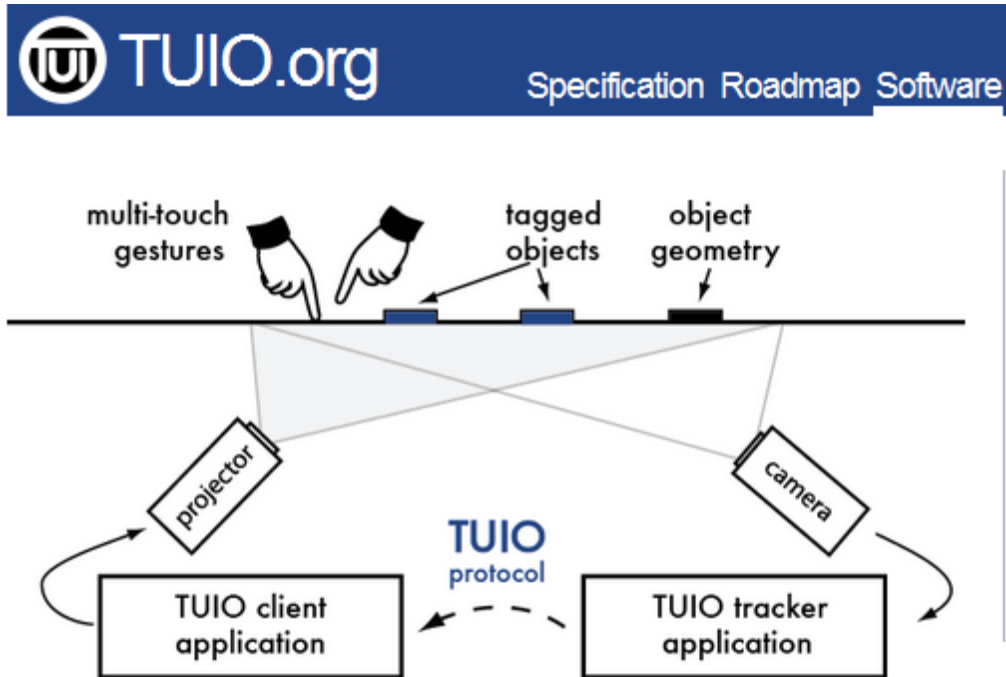 TUI TUIO.org
Specification Roadmap Software
multi-touch
gestures
tagged
objects
object
geometry
projector
camera
TUIO
protocol
TUIO client
application
TUIO tracker
application